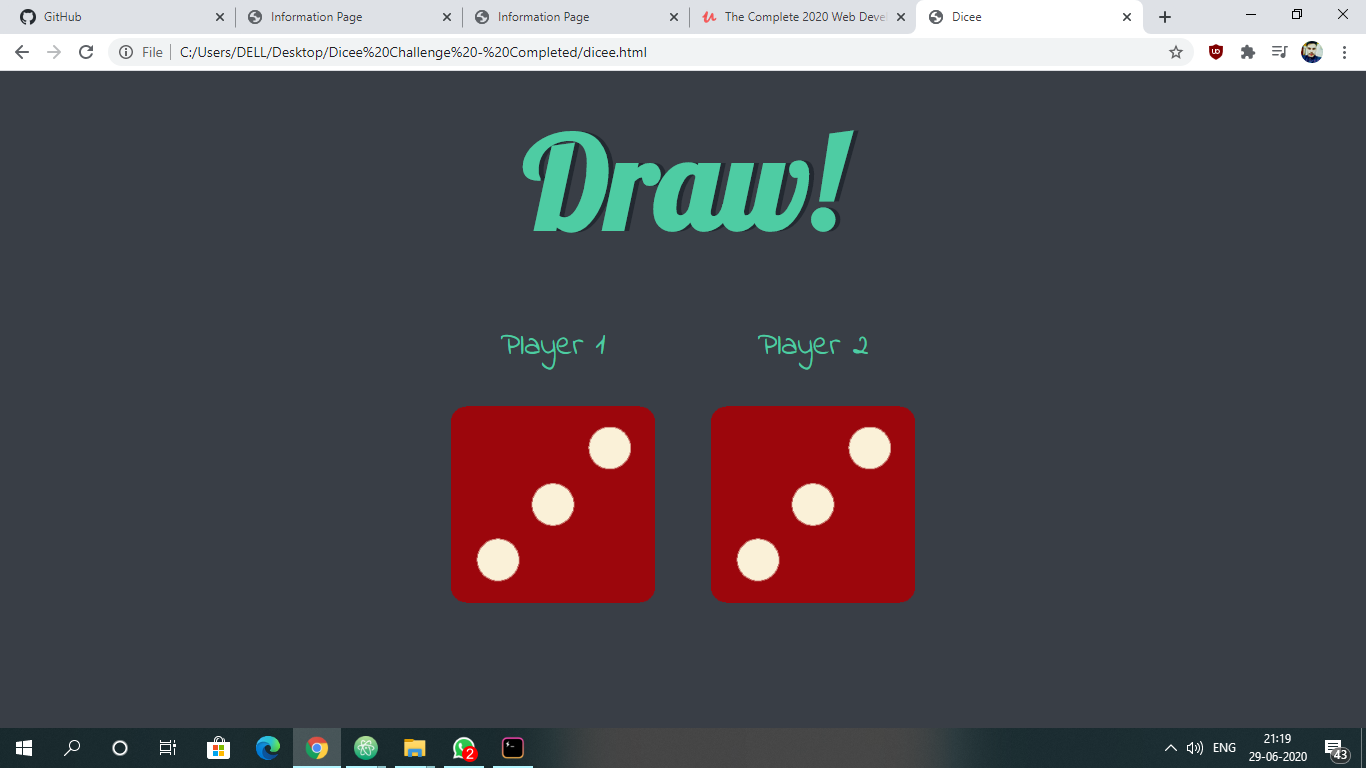 GitHub
Information Page
Information Page
The Complete 2020 Web Devel
Dicee
File
C:/Users/DELL/Desktop/Dicee%20Challenge%20-%20Completed/dicee.html
Draw!
Player 1
Player 2
2
ENG
21:19
29-06-2020
43